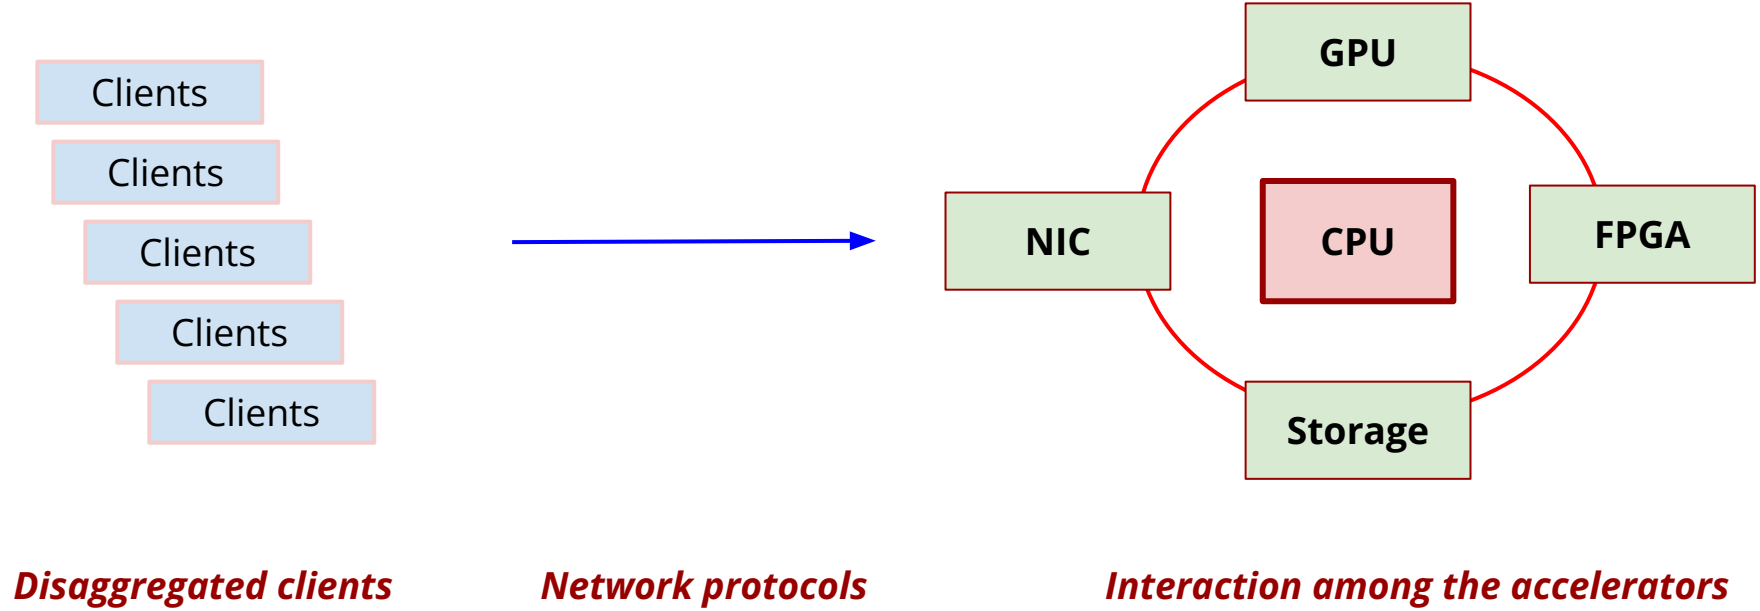 Clients
Clients
Clients
Clients
Clients
GPU
NIC
CPU
FPGA
Storage
Disaggregated clients
Network protocols
Interaction among the accelerators